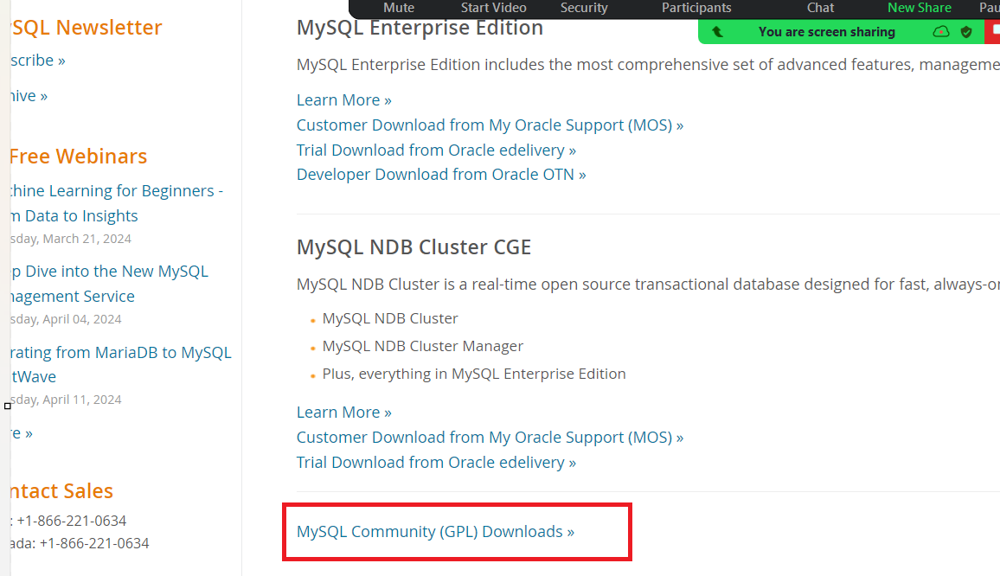 Mute Start Video Security Participants Chat New Share Pau
You are screen sharing
SQL Newsletter
scribe »
hive »
Free Webinars
chine Learning for Beginners -
m Data to Insights
sday, March 21, 2024
p Dive into the New MySQL
nagement Service
sday, April 04, 2024
rating from MariaDB to MySQL
tWave
sday, April 11, 2024
re »
ntact Sales
: +1-866-221-0634
ada: +1-866-221-0634
MySQL Enterprise Edition
MySQL Enterprise Edition includes the most comprehensive set of advanced features, manageme
Learn More »
Customer Download from My Oracle Support (MOS) »
Trial Download from Oracle edelivery »
Developer Download from Oracle OTN »
MySQL NDB Cluster CGE
MySQL NDB Cluster is a real-time open source transactional database designed for fast, always-o
MySQL NDB Cluster
MySQL NDB Cluster Manager
Plus, everything in MySQL Enterprise Edition
Learn More »
Customer Download from My Oracle Support (MOS) »
Trial Download from Oracle edelivery »
MySQL Community (GPL) Downloads »